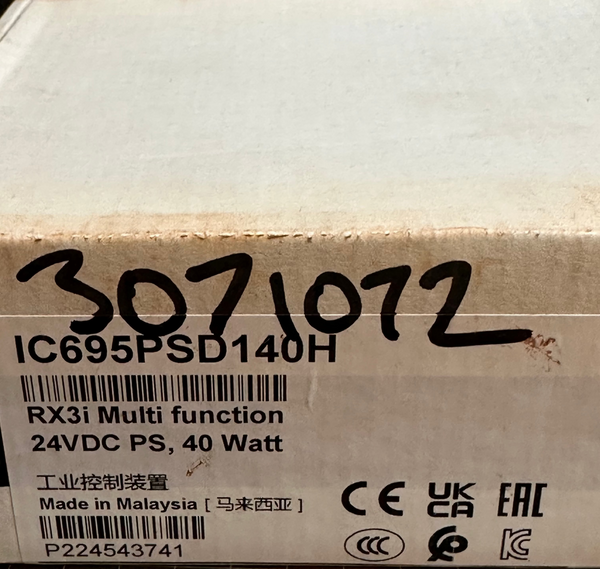 3071072
IC695PSD140H
RX3i Multi function
24VDC PS, 40 Watt
工业控制装置
Made in Malaysia [ 马来西亚 ]
P224543741
CE UK CA EAC
CCC KC